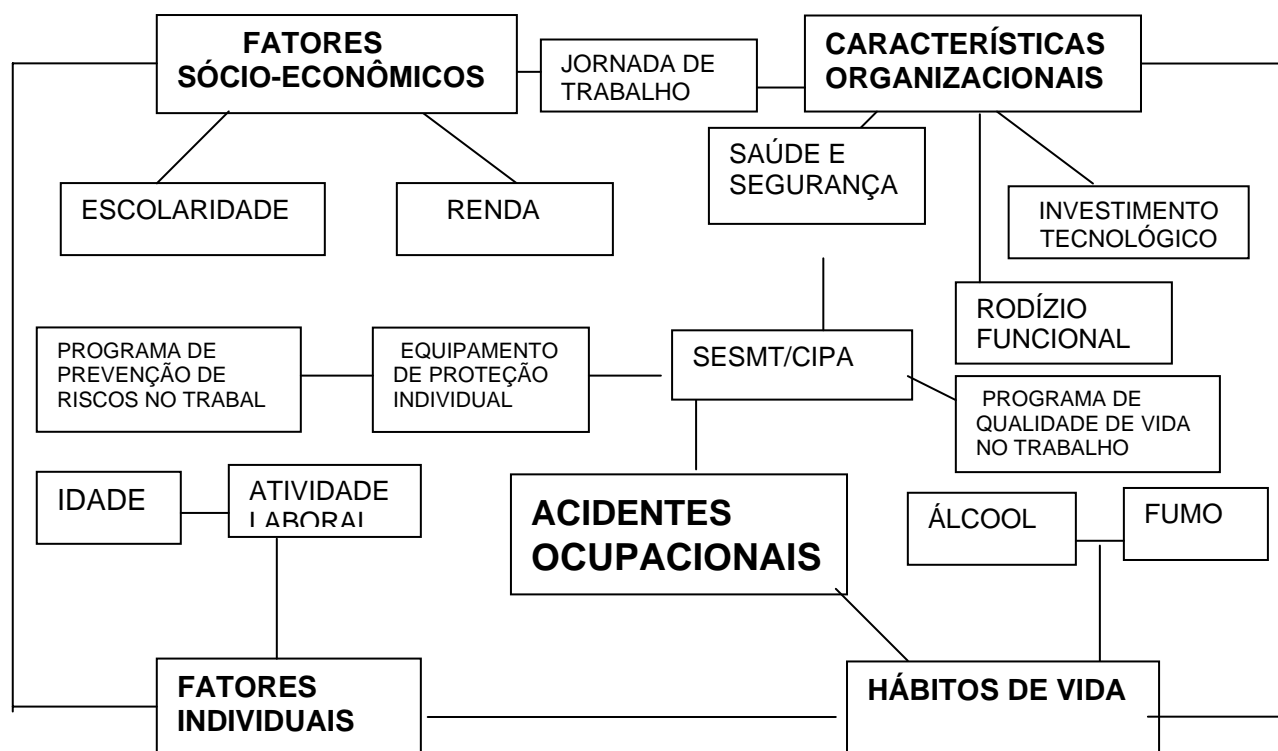 FATORES
SÓCIO-ECONÔMICOS
JORNADA DE
TRABALHO
CARACTERÍSTICAS
ORGANIZACIONAIS
SAÚDE E
SEGURANÇA
ESCOLARIDADE
RENDA
INVESTIMENTO
TECNOLÓGICO
RODÍZIO
FUNCIONAL
PROGRAMA DE
PREVENÇÃO DE
RISCOS NO TRABAL
EQUIPAMENTO
DE PROTEÇÃO
INDIVIDUAL
SESMT/CIPA
PROGRAMA DE
QUALIDADE DE VIDA
NO TRABALHO
IDADE
ATIVIDADE
LABORAL
ACIDENTES
OCUPACIONAIS
ÁLCOOL
FUMO
FATORES
INDIVIDUAIS
HÁBITOS DE VIDA